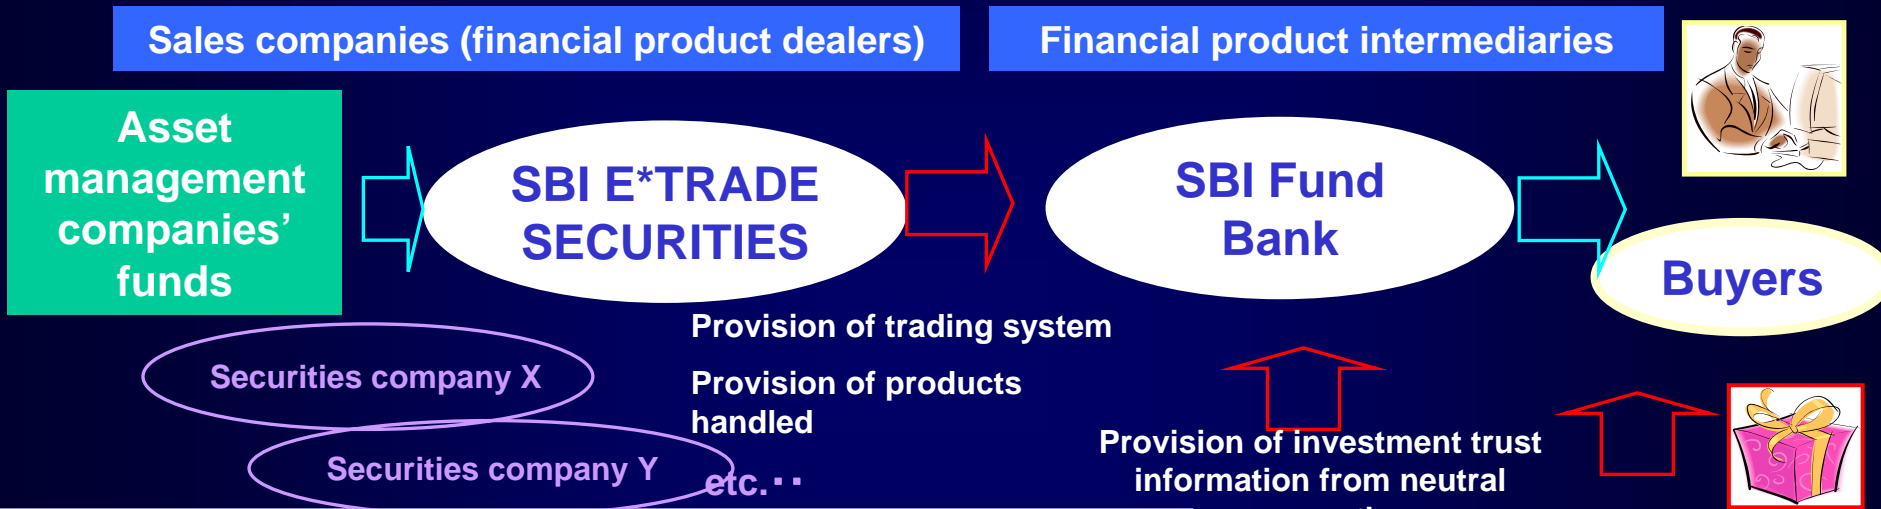 Sales companies (financial product dealers)
Financial product intermediaries
Asset
management
companies’
funds
SBI E*TRADE
SECURITIES
SBI Fund
Bank
Buyers
Provision of trading system
Provision of products
handled
Securities company X
Securities company Y
etc.‥
Provision of investment trust
information from neutral